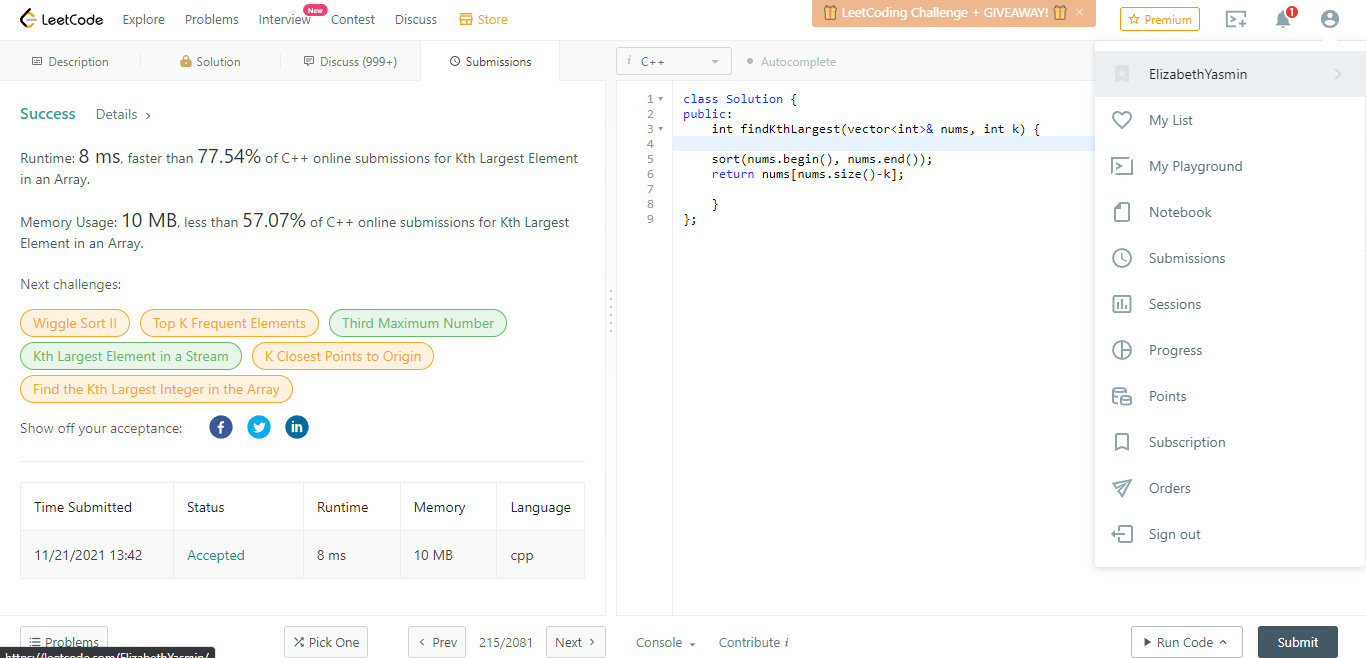 LeetCode Explore Problems Interview New Contest Discuss Store LeetCoding Challenge + GIVEAWAY! × Premium 1
Description Solution Discuss (999+) Submissions
i C++ Autocomplete
Success Details >
Runtime: 8 ms, faster than 77.54% of C++ online submissions for Kth Largest Element
in an Array.
Memory Usage: 10 MB, less than 57.07% of C++ online submissions for Kth Largest
Element in an Array.
Next challenges:
Wiggle Sort II Top K Frequent Elements Third Maximum Number
Kth Largest Element in a Stream K Closest Points to Origin
Find the Kth Largest Integer in the Array
Show off your acceptance:
Time Submitted Status Runtime Memory Language
11/21/2021 13:42 Accepted 8 ms 10 MB cpp
1 class Solution {
2 public:
3 int findKthLargest(vector<int>& nums, int k) {
4
5 sort(nums.begin(), nums.end());
6 return nums[nums.size()-k];
7
8 }
9 };
ElizabethYasmin
My List
My Playground
Notebook
Submissions
Sessions
Progress
Points
Subscription
Orders
Sign out
Problems Pick One < Prev 215/2081 Next > Console Contribute i Run Code Submit
https://leetcode.com/ElizabethYasmin/